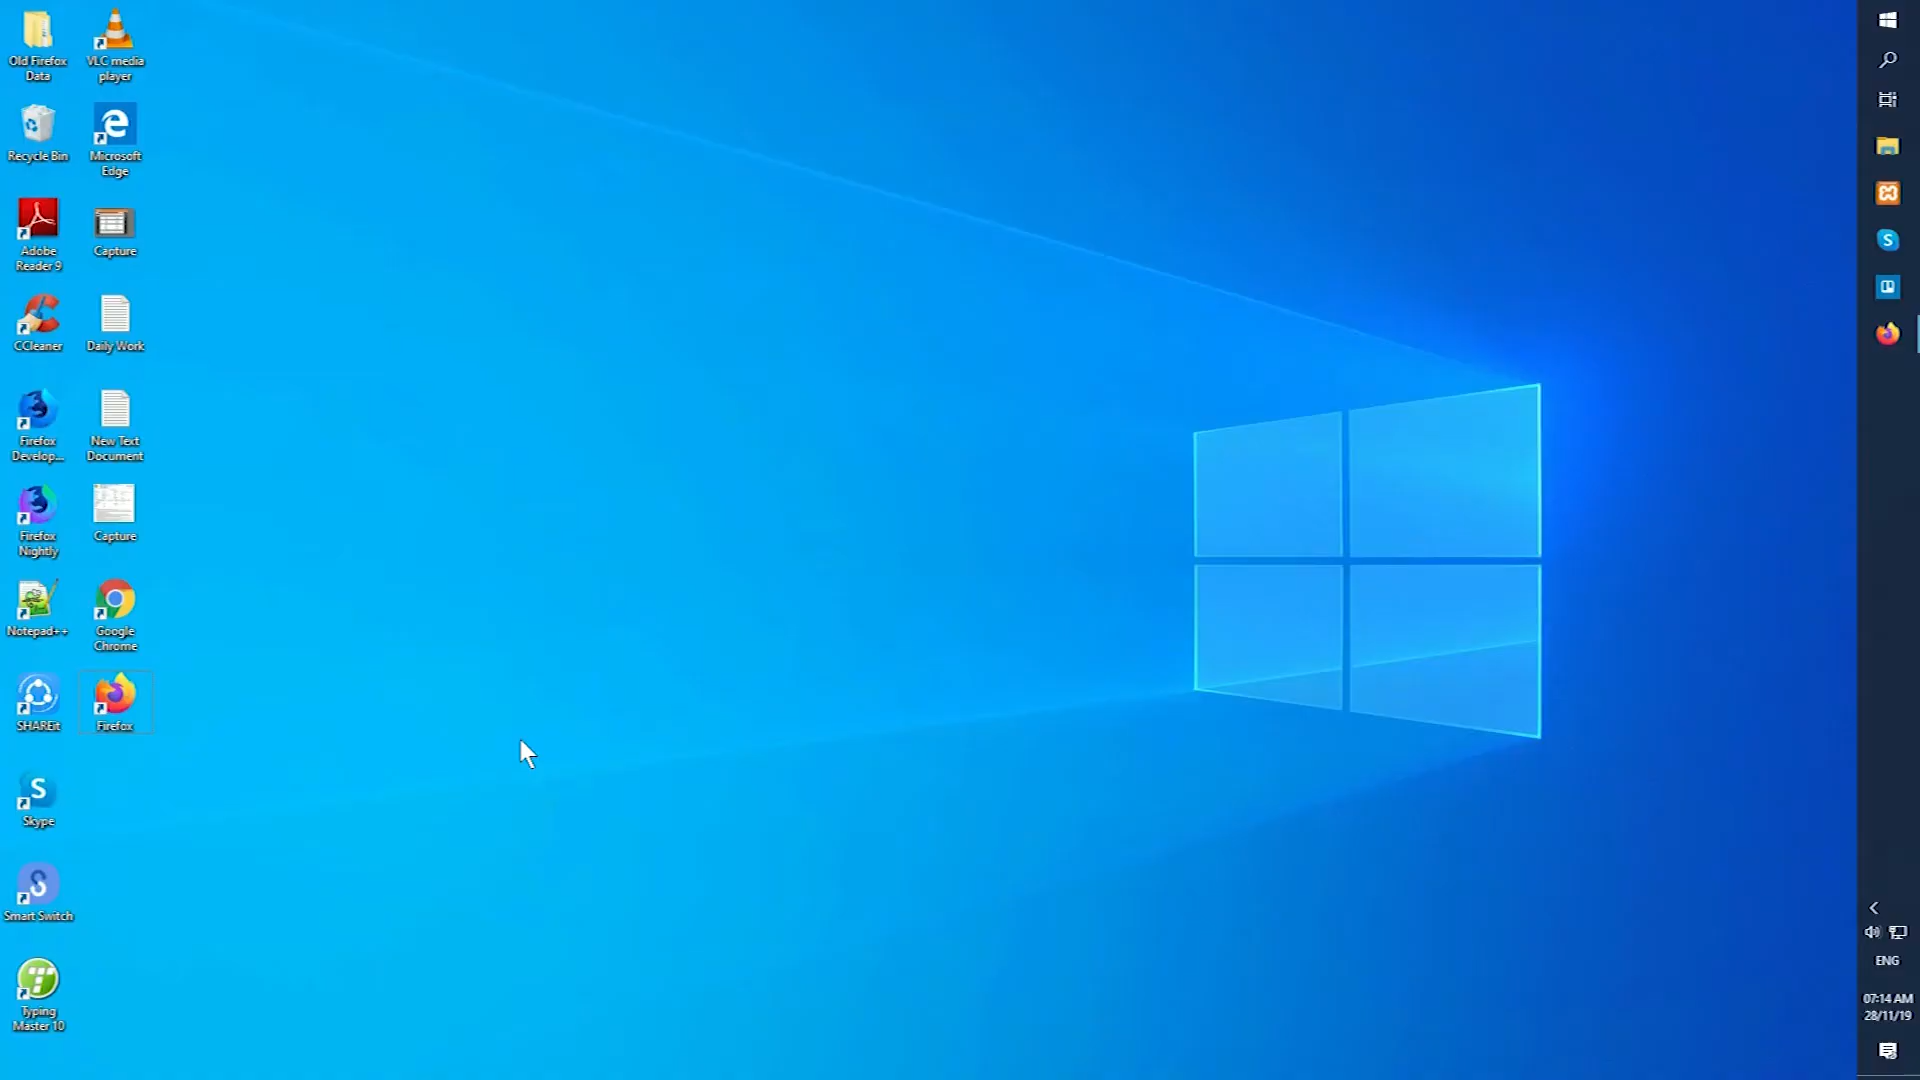 Old Firefox
Data
VLC media
player
Recycle Bin
Microsoft
Edge
Adobe
Reader 9
Capture
CCleaner
Daily Work
Firefox
Develop...
New Text
Document
Firefox
Nightly
Capture
Notepad++
Google
Chrome
SHAREit
Firefox
Skype
Smart Switch
Typing
Master 10
ENG
07:14 AM
28/11/19